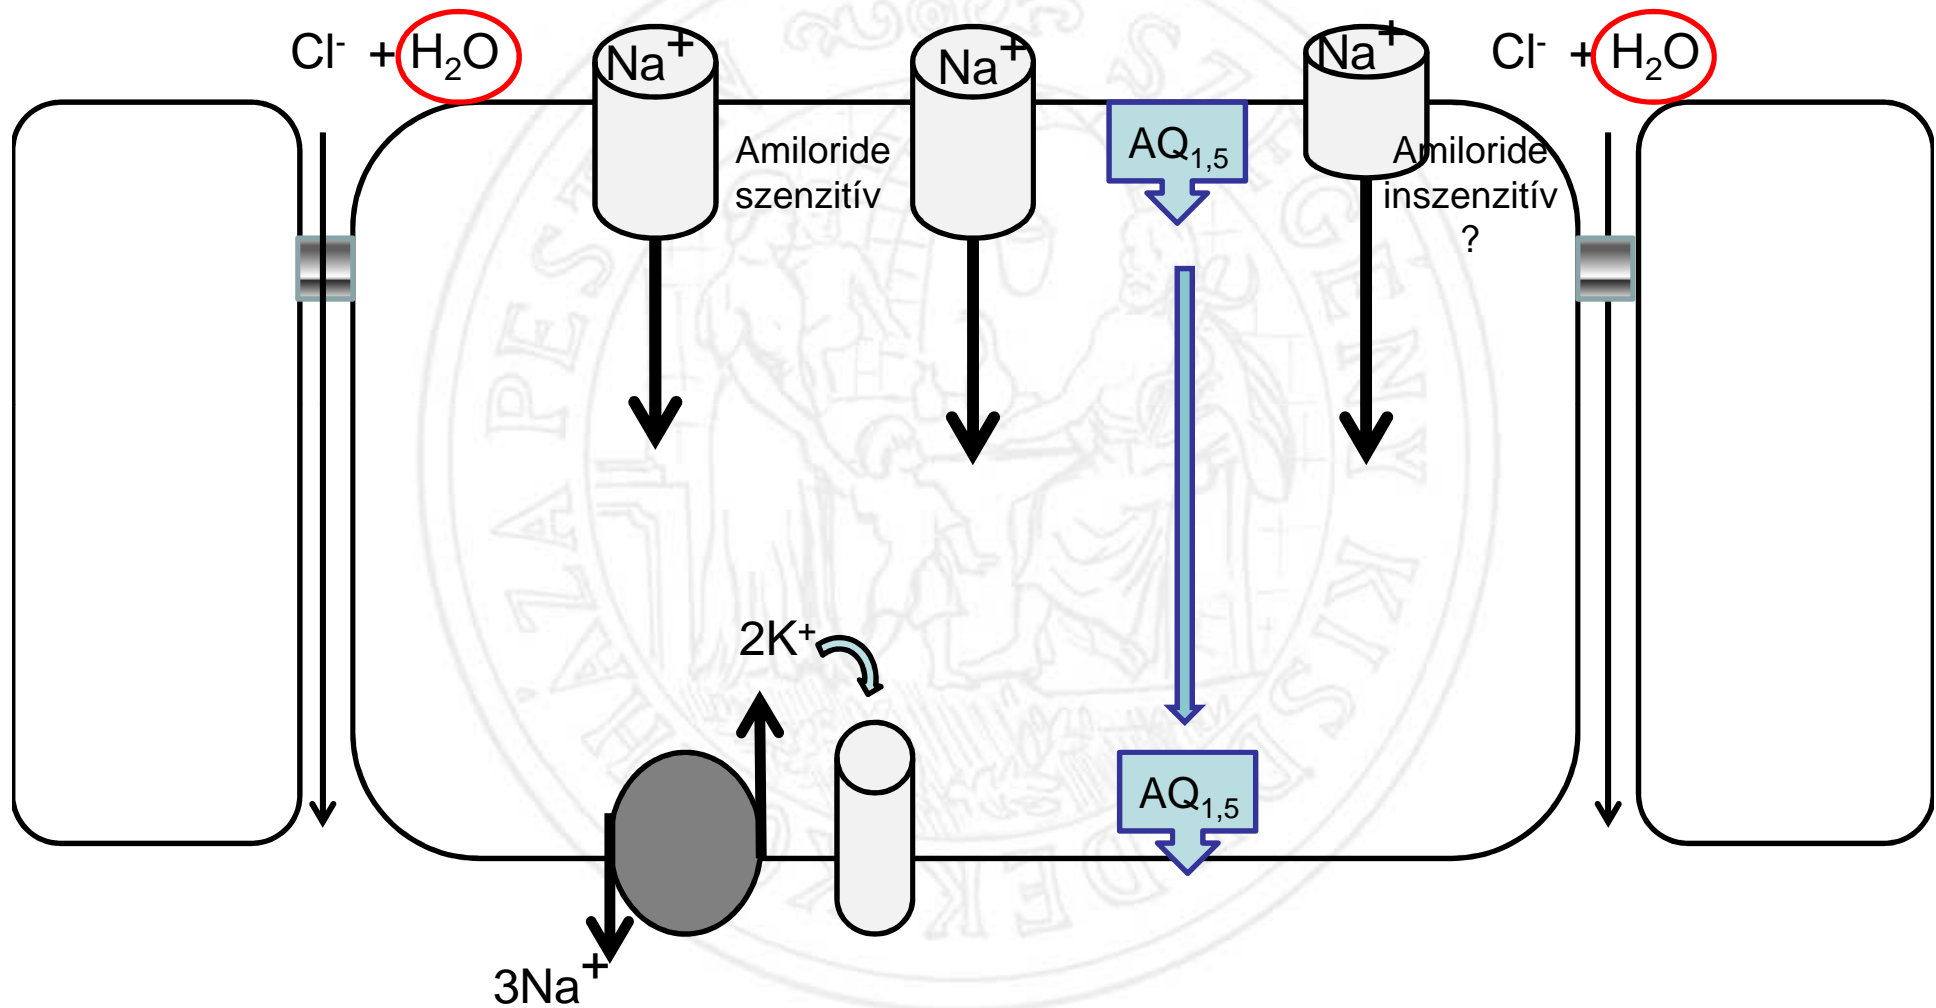 Cl⁻ + H₂O
Na⁺
Na⁺
Na⁺
Cl⁻ + H₂O
Amiloride
szenzitív
AQ₁,₅
Amiloride
inszenzitív
?
2K⁺
AQ₁,₅
3Na⁺